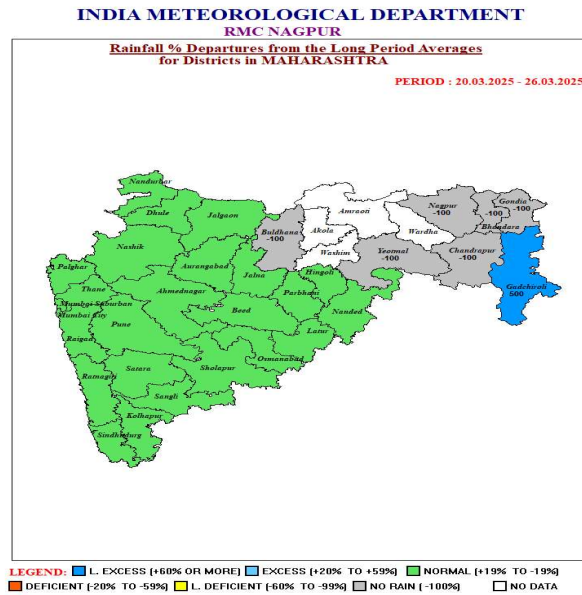 INDIA METEOROLOGICAL DEPARTMENT
RMC NAGPUR
Rainfall % Departures from the Long Period Averages
for Districts in MAHARASHTRA
PERIOD : 20.03.2025 - 26.03.2025
Nandurbar
Dhule
Jalgaon
Amraoti
Nagpur
-100
Gondia
-100
-100
Bhandara
Buldhana
-100
Akola
Wardha
Nashik
Washim
Yeotmal
-100
Chandrapur
-100
Palghar
Aurangabad
Jalna
Hingoli
Gadchiroli
500
Thane
Ahmednagar
Parbhani
Mumbai Suburban
Mumbai City
Pune
Beed
Nanded
Raigad
Latur
Osmanabad
Satara
Sholapur
Ratnagiri
Sangli
Kolhapur
Sindhudurg
LEGEND: L. EXCESS (+60% OR MORE) EXCESS (+20% TO +59%) NORMAL (+19% TO -19%)
DEFICIENT (-20% TO -59%) L. DEFICIENT (-60% TO -99%) NO RAIN (-100%) NO DATA